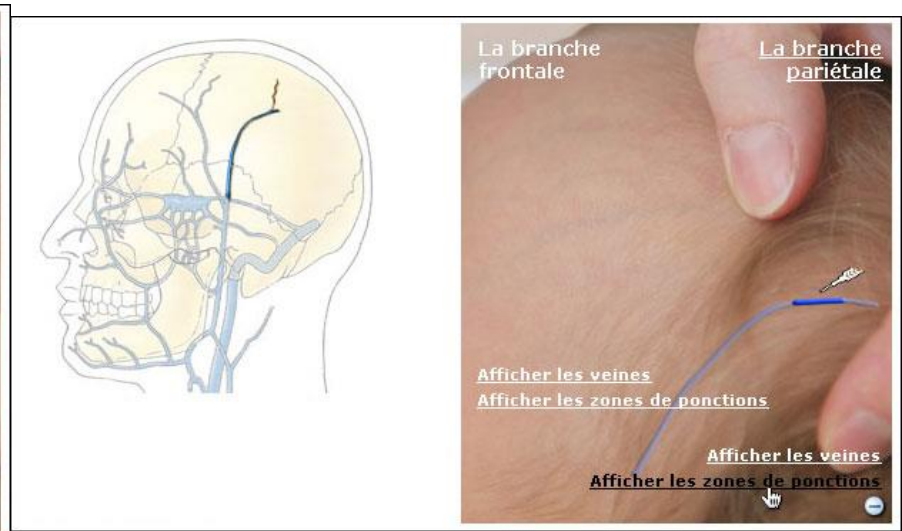 La branche
frontale
La branche
pariétale
Afficher les veines
Afficher les zones de ponctions
Afficher les veines
Afficher les zones de ponctions